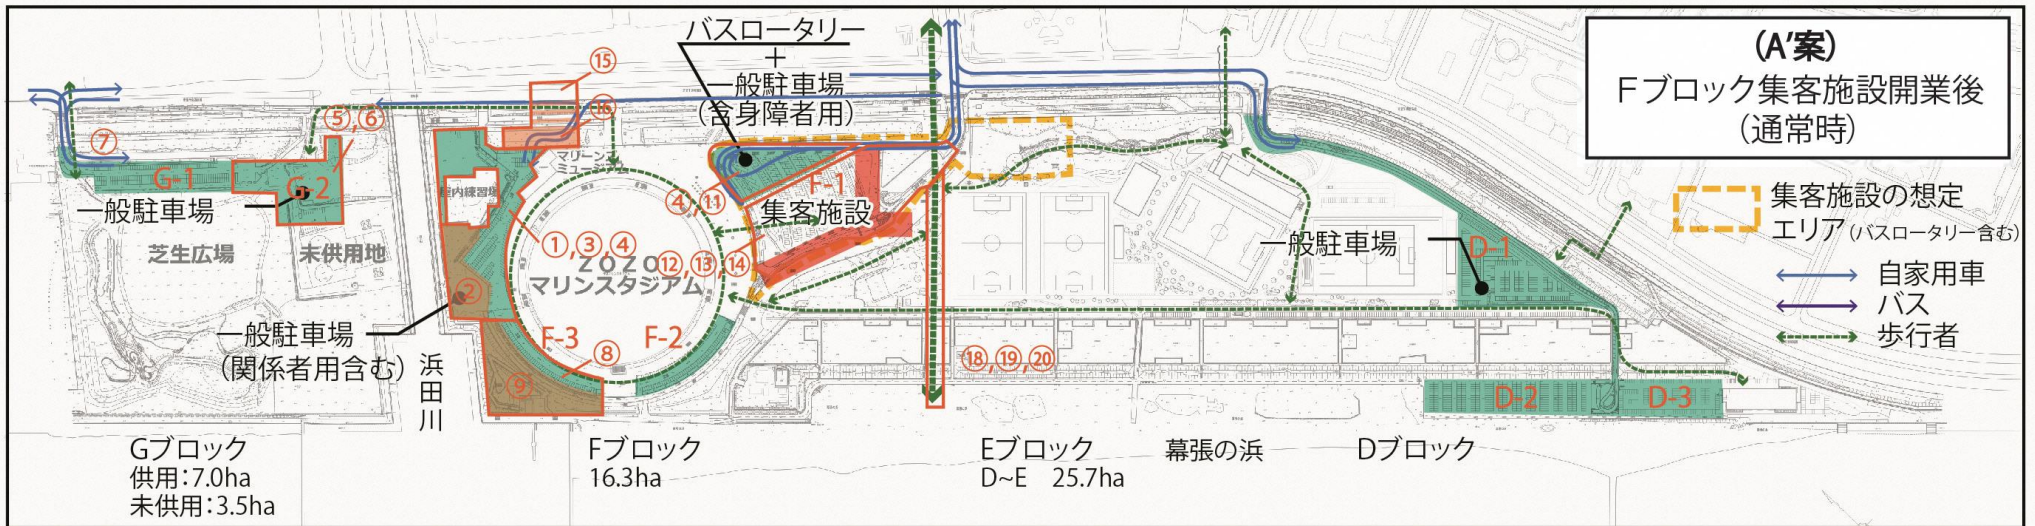 (A’案)
Fブロック集客施設開業後
(通常時)
集客施設の想定
エリア(バスロータリー含む)
自家用車
バス
歩行者
バスロータリー
+
一般駐車場
(含身障者用)
⑮
⑯
⑤,⑥
⑦
G-1
G-2
一般駐車場
芝生広場
未供用地
マリーンズ
ミュージアム
室内練習場
④,⑪
F-1
集客施設
①,③,④
⑫,⑬,⑭
ZOZO
マリンスタジアム
②
一般駐車場
(関係者用含む)
浜田川
F-3
F-2
⑧
⑨
⑱,⑲,⑳
一般駐車場
D-1
D-2
D-3
Gブロック
供用:7.0ha
未供用:3.5ha
Fブロック
16.3ha
Eブロック
D~E 25.7ha
幕張の浜
Dブロック